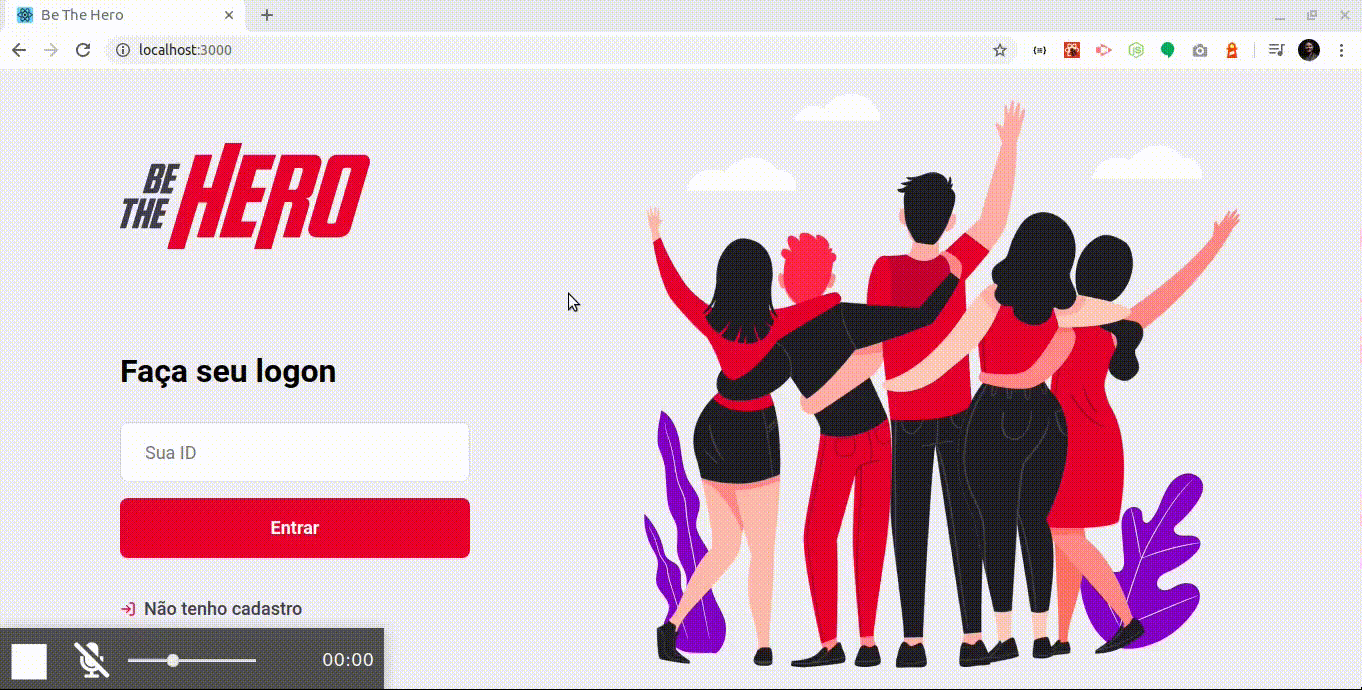 Be The Hero
localhost:3000
BE
THE HERO
Faça seu logon
Sua ID
Entrar
Não tenho cadastro
00:00